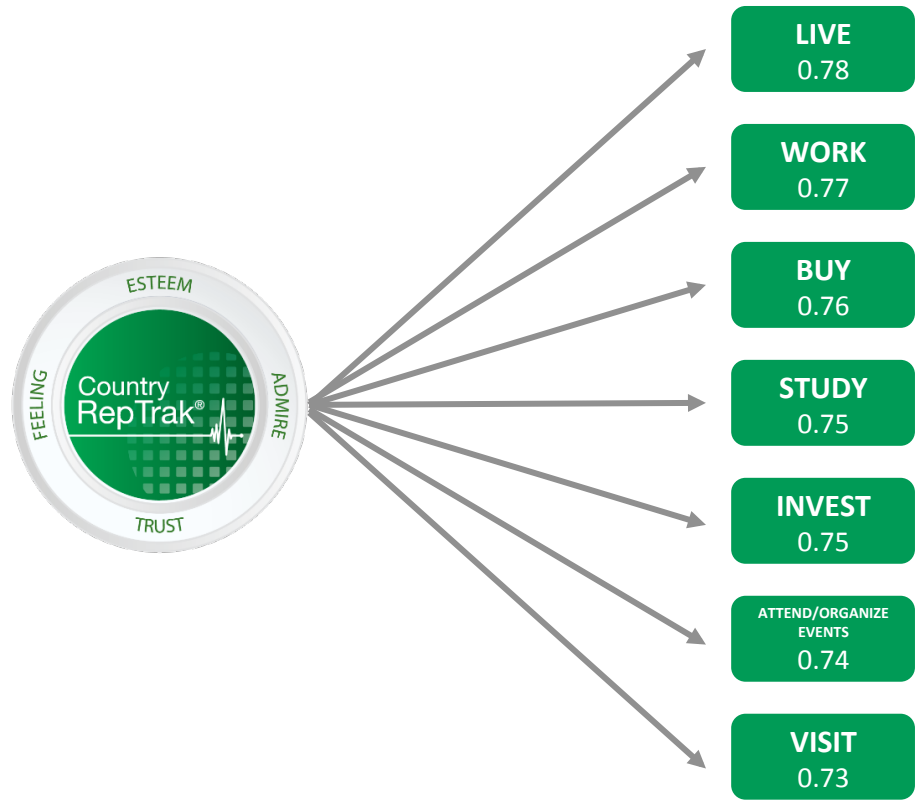 LIVE
0.78
WORK
0.77
BUY
0.76
STUDY
0.75
INVEST
0.75
ATTEND/ORGANIZE
EVENTS
0.74
VISIT
0.73
ESTEEM
FEELING
ADMIRE
TRUST
Country
RepTrak®